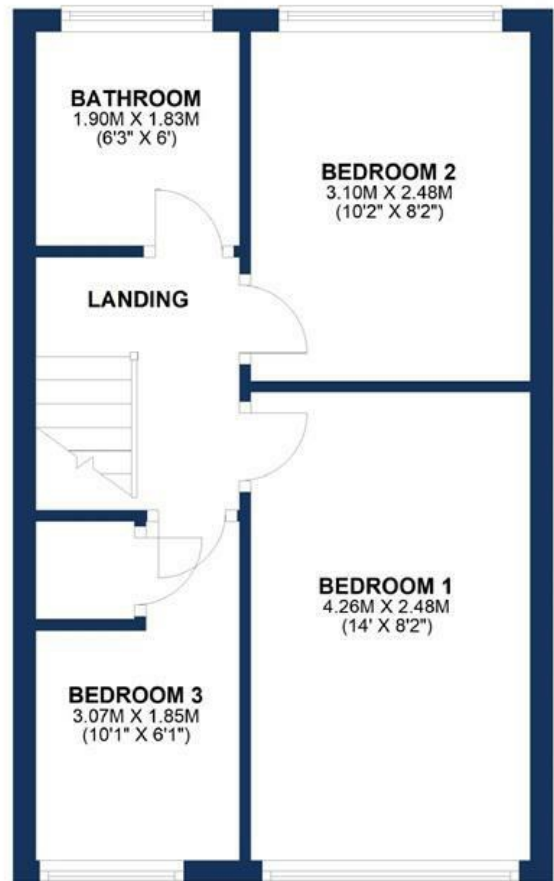 BATHROOM
1.90M X 1.83M
(6'3" X 6')
BEDROOM 2
3.10M X 2.48M
(10'2" X 8'2")
LANDING
BEDROOM 1
4.26M X 2.48M
(14' X 8'2")
BEDROOM 3
3.07M X 1.85M
(10'1" X 6'1")